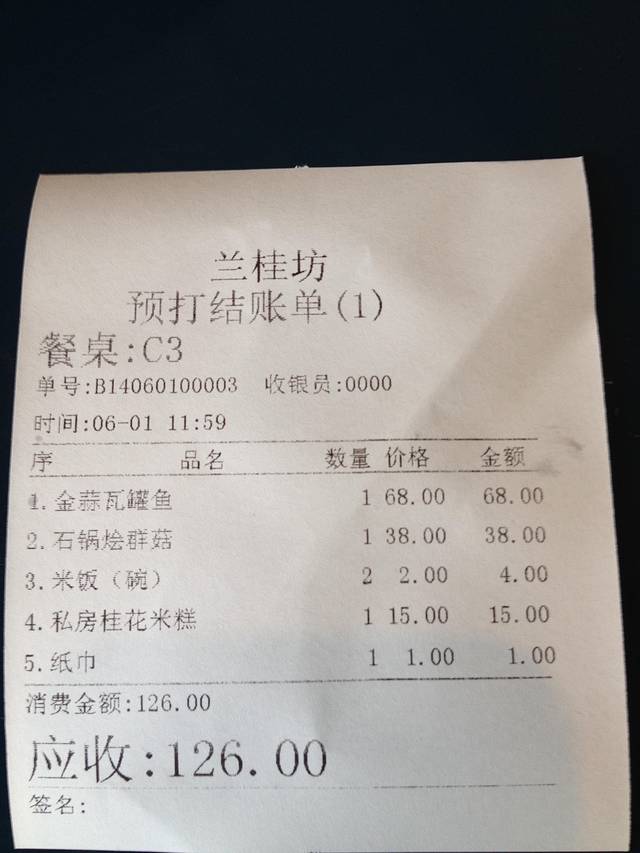 兰桂坊
预打结账单(1)
餐桌:C3
单号:B14060100003 收银员:0000
时间:06-01 11:59
序 品名 数量 价格 金额
1.金蒜瓦罐鱼 1 68.00 68.00
2.石锅烩群菇 1 38.00 38.00
3.米饭（碗） 2 2.00 4.00
4.私房桂花米糕 1 15.00 15.00
5.纸巾 1 1.00 1.00
消费金额:126.00
应收:126.00
签名: